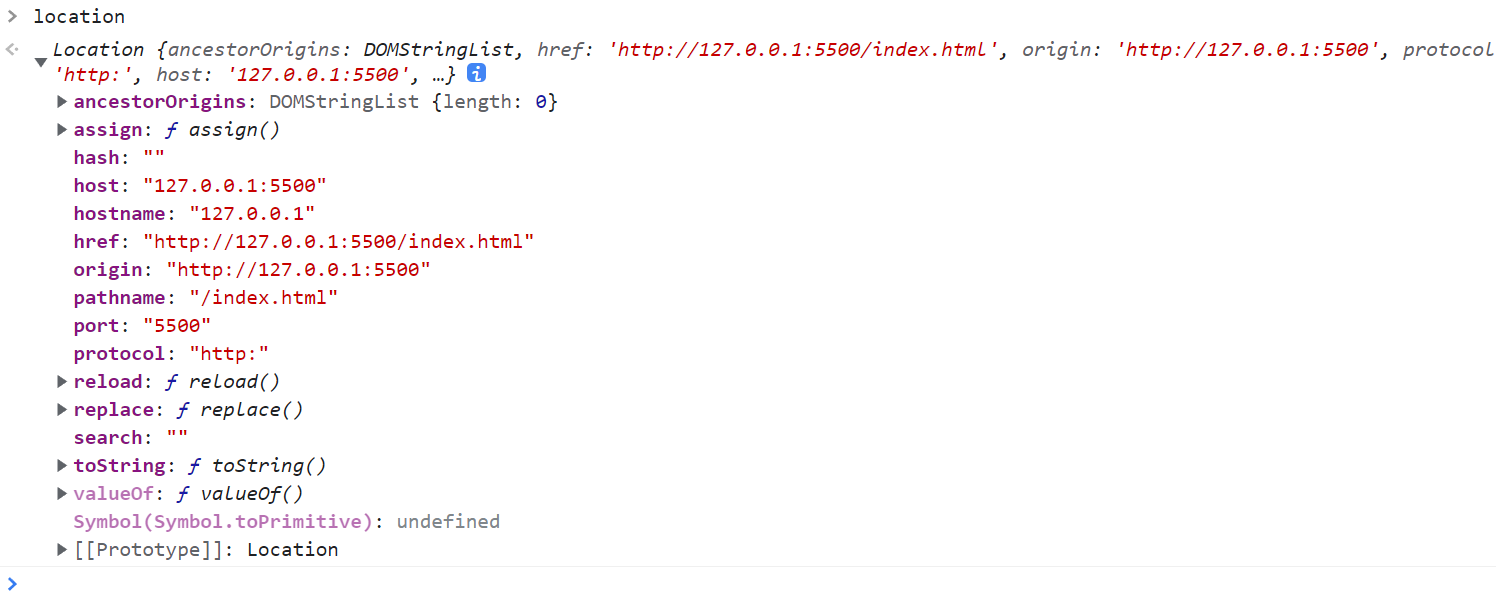 > location
Location {ancestorOrigins: DOMStringList, href: 'http://127.0.0.1:5500/index.html', origin: 'http://127.0.0.1:5500', protocol
'http:', host: '127.0.0.1:5500', …} i
ancestorOrigins: DOMStringList {length: 0}
assign: ƒ assign()
hash: ""
host: "127.0.0.1:5500"
hostname: "127.0.0.1"
href: "http://127.0.0.1:5500/index.html"
origin: "http://127.0.0.1:5500"
pathname: "/index.html"
port: "5500"
protocol: "http:"
reload: ƒ reload()
replace: ƒ replace()
search: ""
toString: ƒ toString()
valueOf: ƒ valueOf()
Symbol(Symbol.toPrimitive): undefined
[[Prototype]]: Location
>